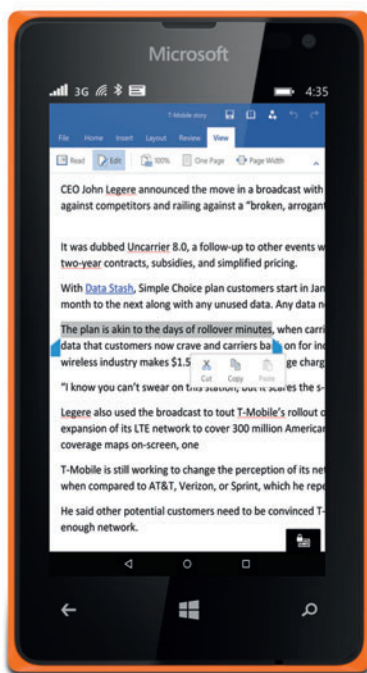 Microsoft
3G 4:35
T-Mobile story
File Home Insert Layout Review View
Read Edit 100% One Page Page Width
CEO John Legere announced the move in a broadcast with
against competitors and railing against a "broken, arrogant
It was dubbed Uncarrier 8.0, a follow-up to other events w
two-year contracts, subsidies, and simplified pricing.
With Data Stash, Simple Choice plan customers start in Jan
month to the next along with any unused data. Any data n
The plan is akin to the days of rollover minutes, when carri
data that customers now crave and carriers ba on for inc
wireless industry makes $1.5 ge charg
Cut Copy Paste
"I know you can't swear on this station, but it scares the s-
Legere also used the broadcast to tout T-Mobile's rollout o
expansion of its LTE network to cover 300 million American
coverage maps on-screen, one
T-Mobile is still working to change the perception of its net
when compared to AT&T, Verizon, or Sprint, which he repe
He said other potential customers need to be convinced T-
enough network.